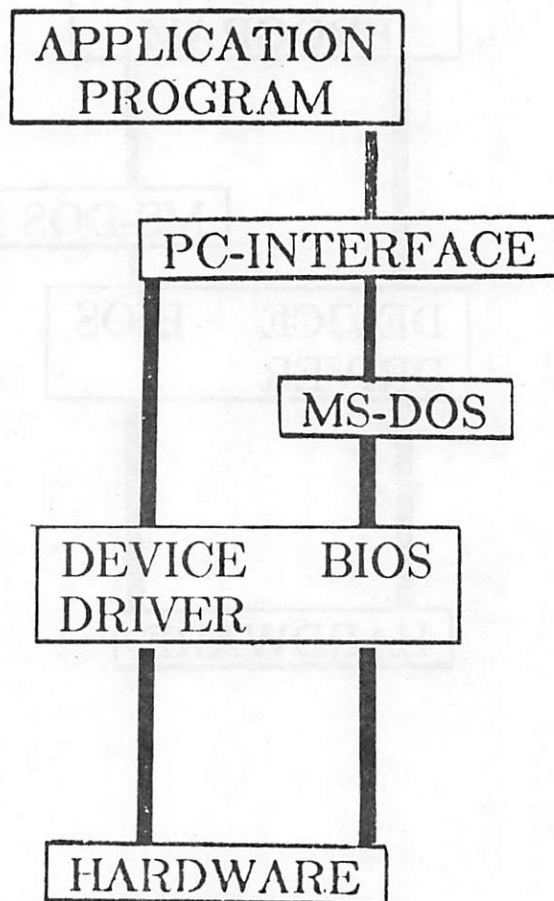 APPLICATION
PROGRAM
PC-INTERFACE
MS-DOS
DEVICE BIOS
DRIVER
HARDWARE